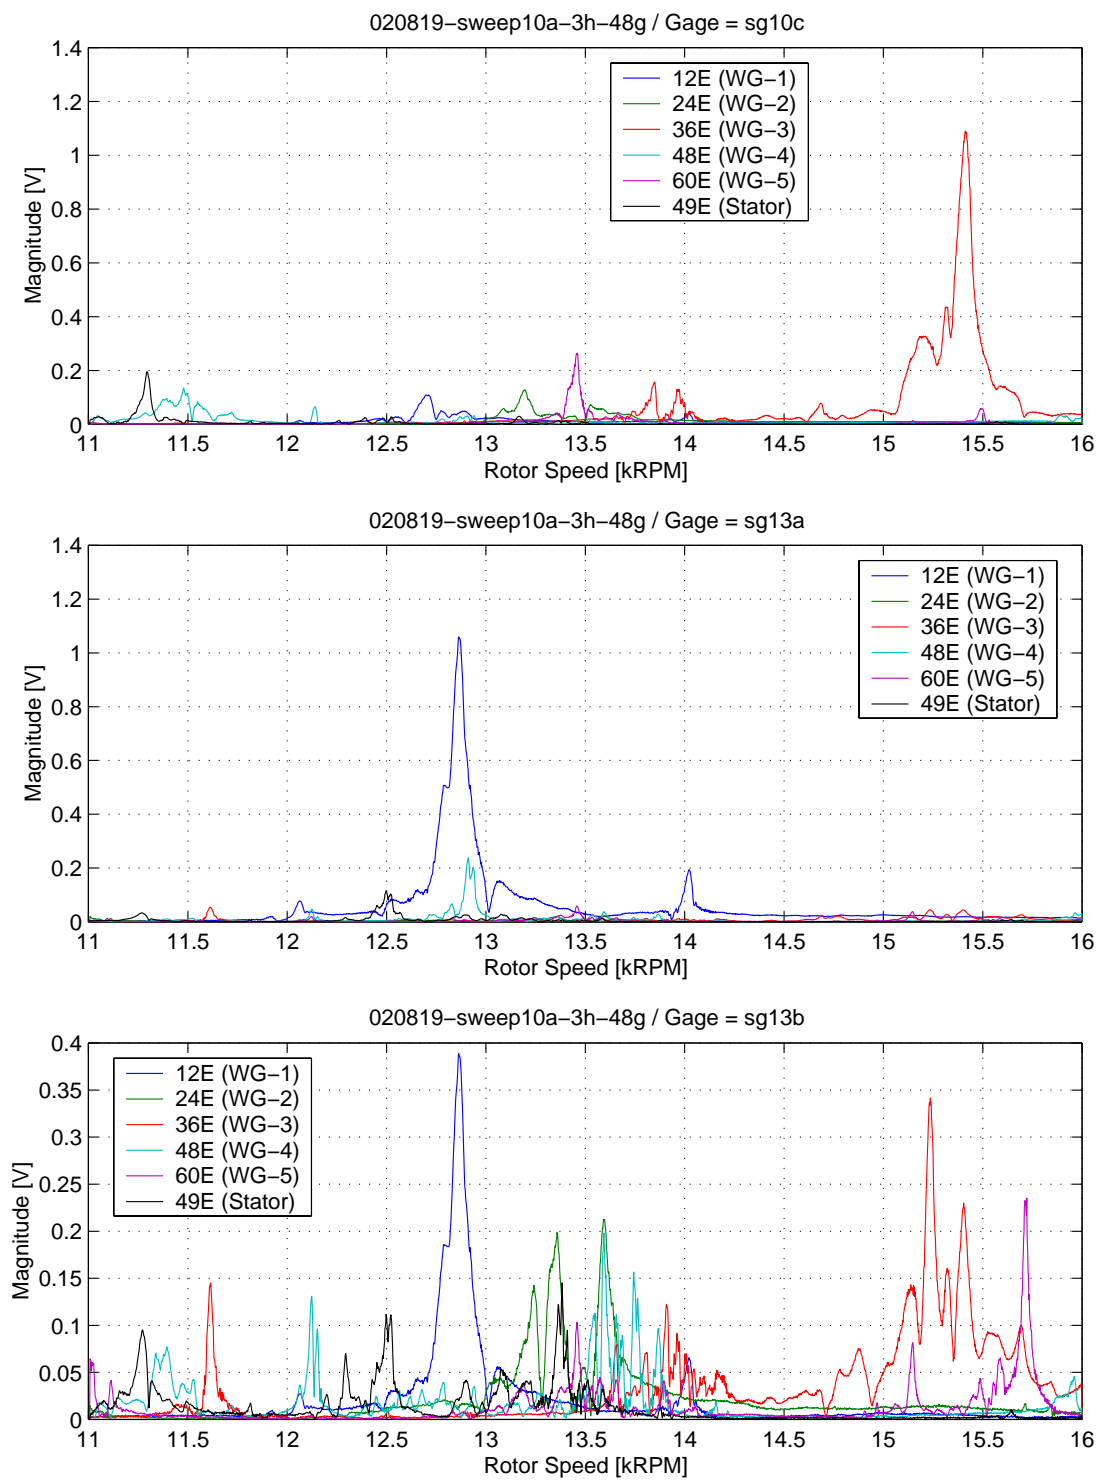 020819−sweep10a−3h−48g / Gage = sg10c
1.4
1.2
1
0.8
0.6
0.4
0.2
0
Magnitude [V]
12E (WG−1)
24E (WG−2)
36E (WG−3)
48E (WG−4)
60E (WG−5)
49E (Stator)
11 11.5 12 12.5 13 13.5 14 14.5 15 15.5 16
Rotor Speed [kRPM]
020819−sweep10a−3h−48g / Gage = sg13a
1.4
1.2
1
0.8
0.6
0.4
0.2
0
Magnitude [V]
12E (WG−1)
24E (WG−2)
36E (WG−3)
48E (WG−4)
60E (WG−5)
49E (Stator)
11 11.5 12 12.5 13 13.5 14 14.5 15 15.5 16
Rotor Speed [kRPM]
020819−sweep10a−3h−48g / Gage = sg13b
0.4
0.35
0.3
0.25
0.2
0.15
0.1
0.05
0
Magnitude [V]
12E (WG−1)
24E (WG−2)
36E (WG−3)
48E (WG−4)
60E (WG−5)
49E (Stator)
11 11.5 12 12.5 13 13.5 14 14.5 15 15.5 16
Rotor Speed [kRPM]